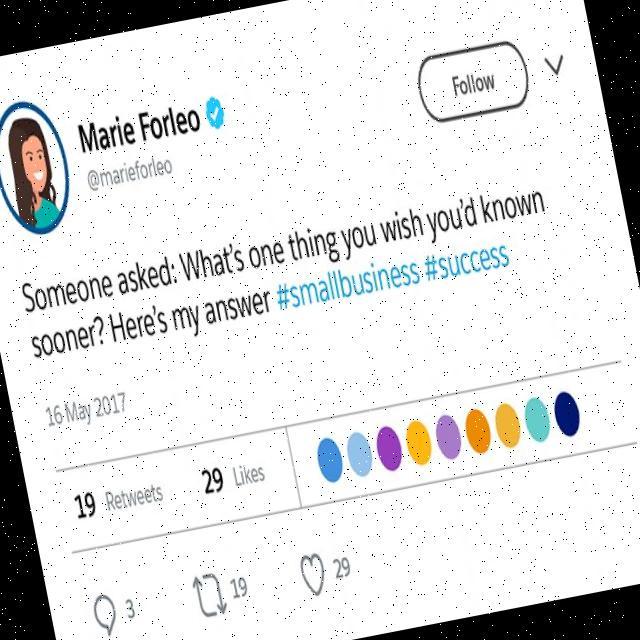 Marie Forleo
@marieforleo
Follow
Someone asked: What's one thing you wish you'd known
sooner? Here's my answer #smallbusiness #success
16 May 2017
19 Retweets 29 Likes
3 19 29